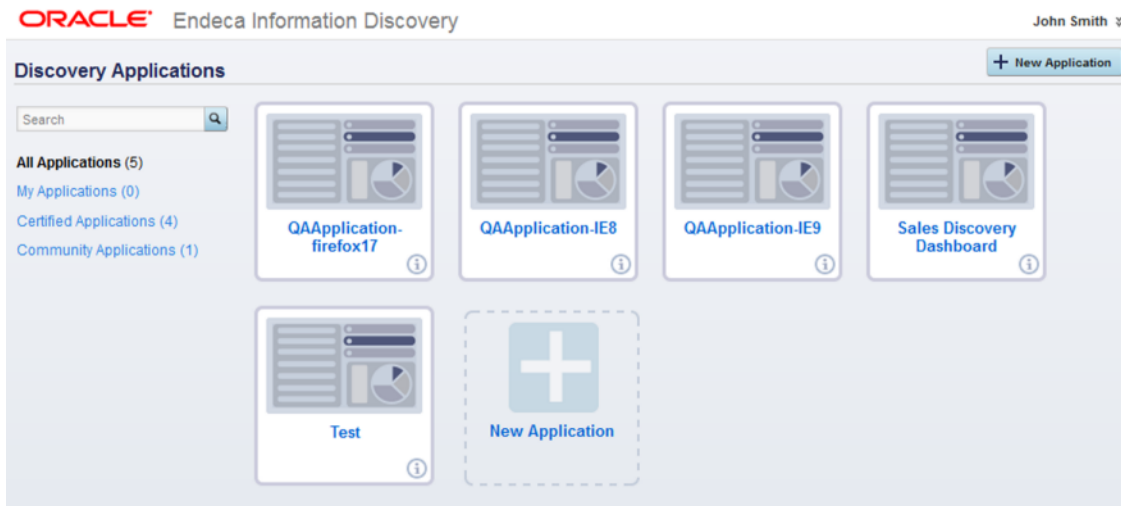 ORACLE Endeca Information Discovery
John Smith
Discovery Applications
+ New Application
Search
All Applications (5)
My Applications (0)
Certified Applications (4)
Community Applications (1)
QAApplication-
firefox17
QAApplication-IE8
QAApplication-IE9
Sales Discovery
Dashboard
Test
New Application